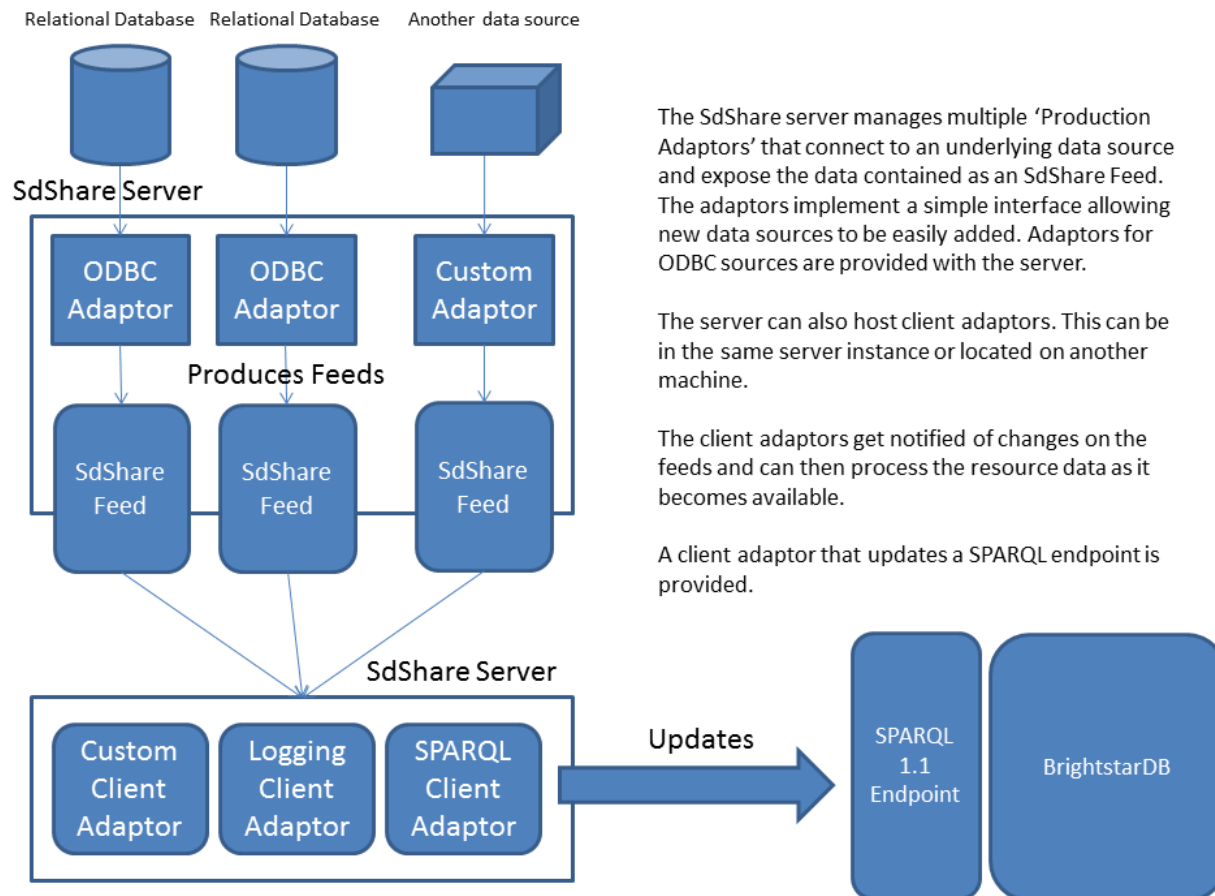 Relational Database
Relational Database
Another data source
SdShare Server
ODBC
Adaptor
ODBC
Adaptor
Custom
Adaptor
Produces Feeds
SdShare
Feed
SdShare
Feed
SdShare
Feed
The SdShare server manages multiple ‘Production
Adaptors’ that connect to an underlying data source
and expose the data contained as an SdShare Feed.
The adaptors implement a simple interface allowing
new data sources to be easily added. Adaptors for
ODBC sources are provided with the server.
The server can also host client adaptors. This can be
in the same server instance or located on another
machine.
The client adaptors get notified of changes on the
feeds and can then process the resource data as it
becomes available.
A client adaptor that updates a SPARQL endpoint is
provided.
SdShare Server
Custom
Client
Adaptor
Logging
Client
Adaptor
SPARQL
Client
Adaptor
Updates
SPARQL
1.1
Endpoint
BrightstarDB